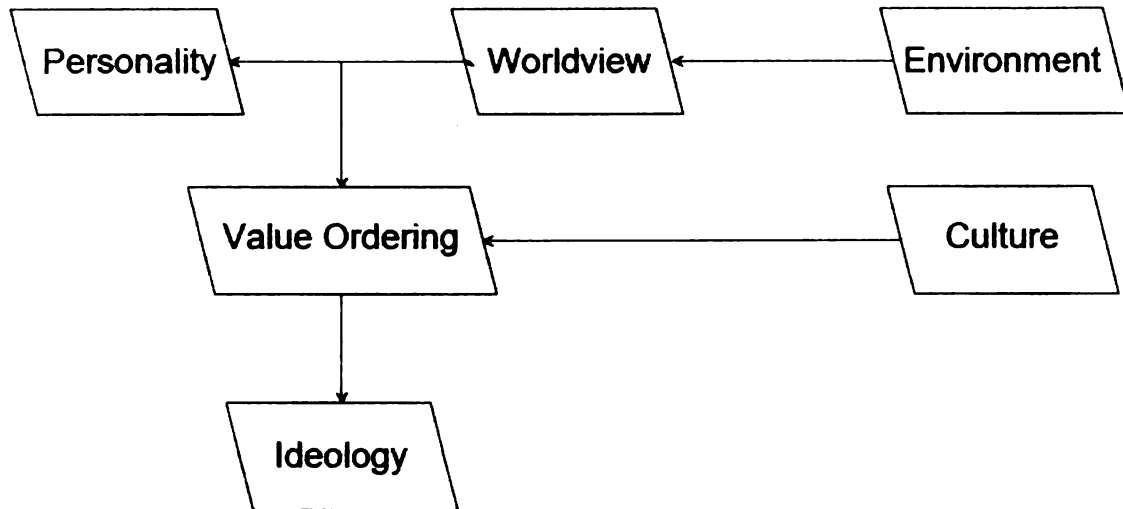 Personality
Worldview
Environment
Value Ordering
Culture
Ideology